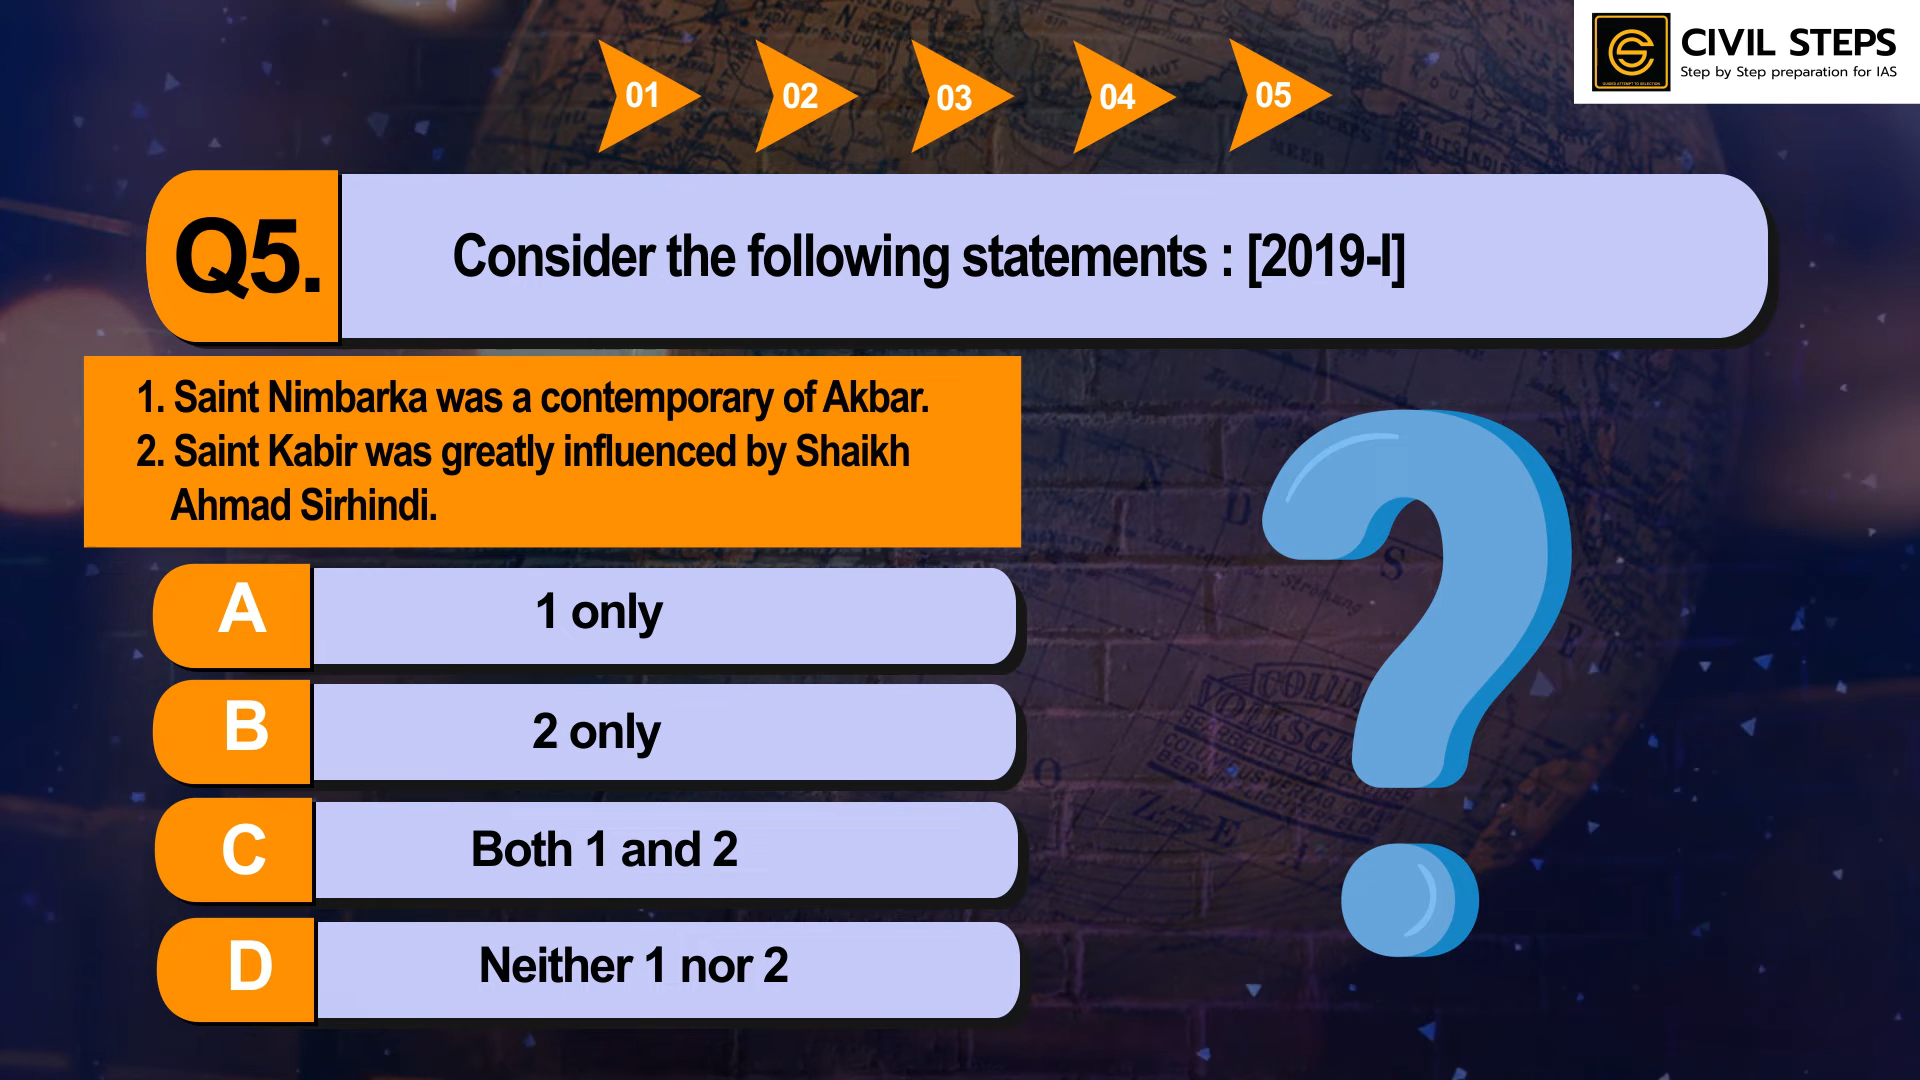 01 02 03 04 05
CIVIL STEPS
Step by Step preparation for IAS
Q5. Consider the following statements : [2019-I]
1. Saint Nimbarka was a contemporary of Akbar.
2. Saint Kabir was greatly influenced by Shaikh
Ahmad Sirhindi.
A 1 only
B 2 only
C Both 1 and 2
D Neither 1 nor 2